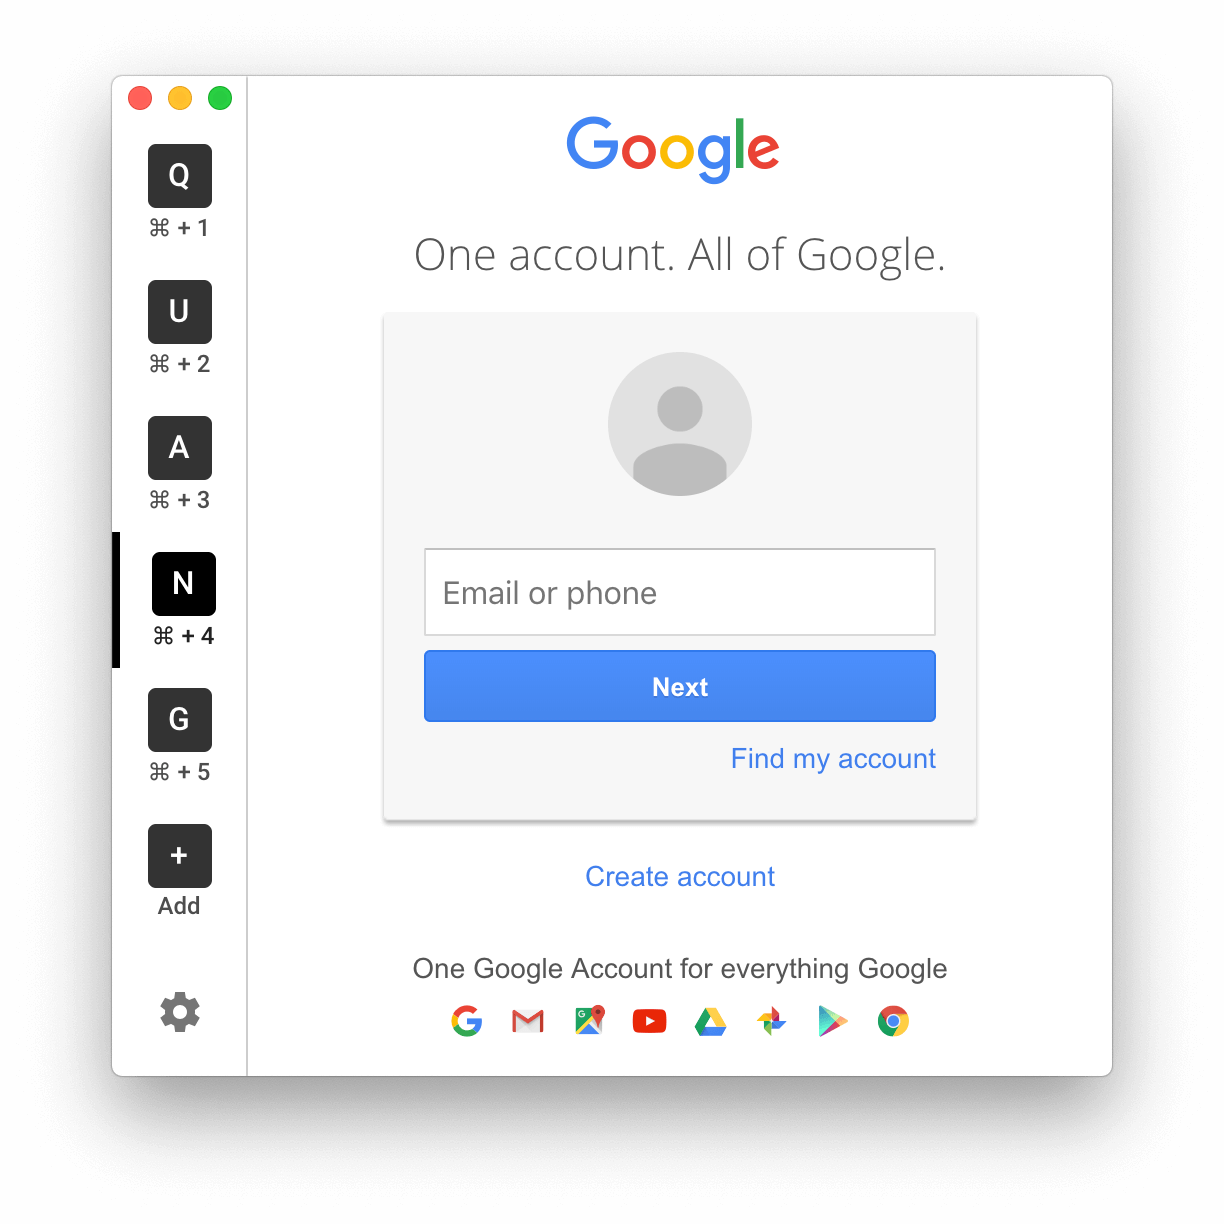 Q
⌘ + 1
U
⌘ + 2
A
⌘ + 3
N
⌘ + 4
G
⌘ + 5
+
Add
Google
One account. All of Google.
Email or phone
Next
Find my account
Create account
One Google Account for everything Google